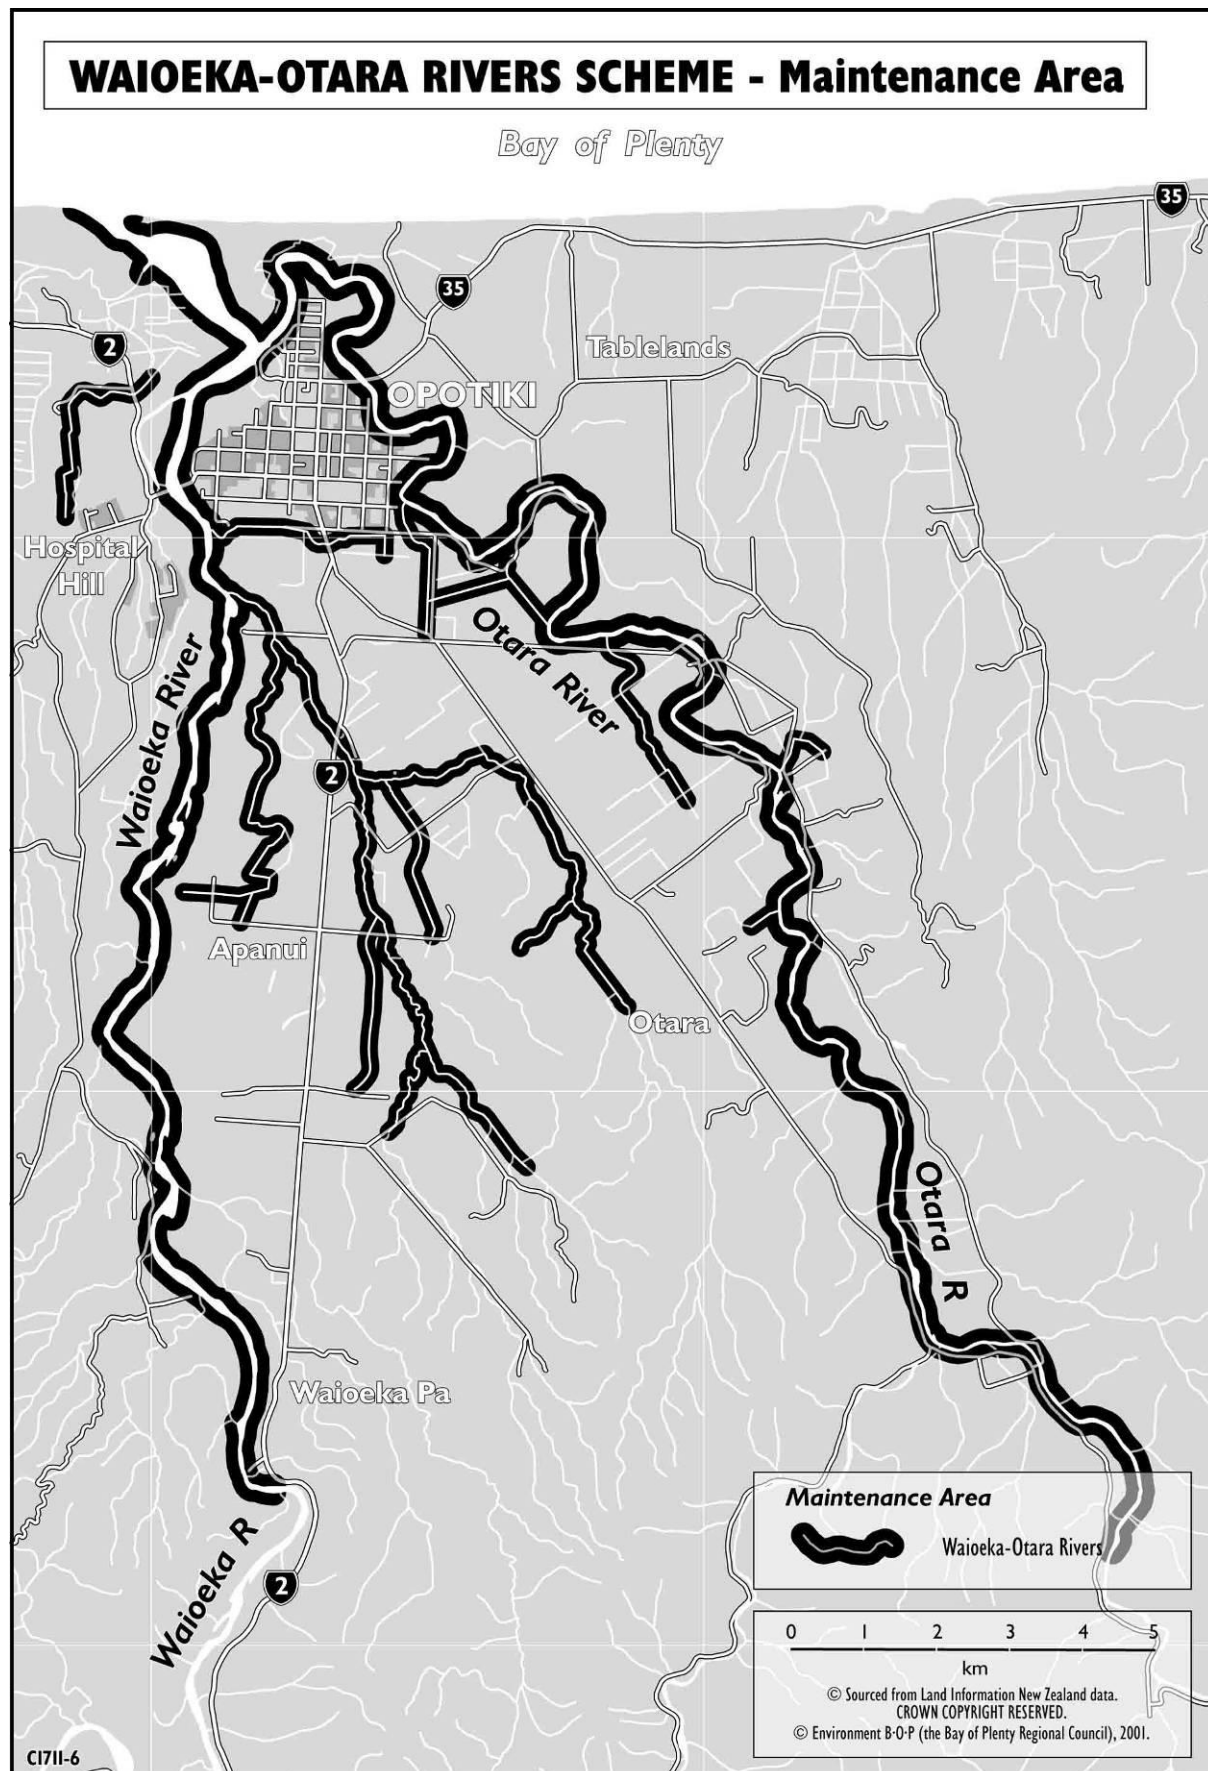 WAIOEKA-OTARA RIVERS SCHEME - Maintenance Area
Bay of Plenty
35
35
2
Tablelands
OPOTIKI
Hospital
Hill
Otara River
Waioeka River
2
Apanui
Otara
Otara R
Waioeka Pa
Waioeka R
2
Maintenance Area
Waioeka-Otara Rivers
0 1 2 3 4 5
km
© Sourced from Land Information New Zealand data.
CROWN COPYRIGHT RESERVED.
© Environment B·O·P (the Bay of Plenty Regional Council), 2001.
C1711-6